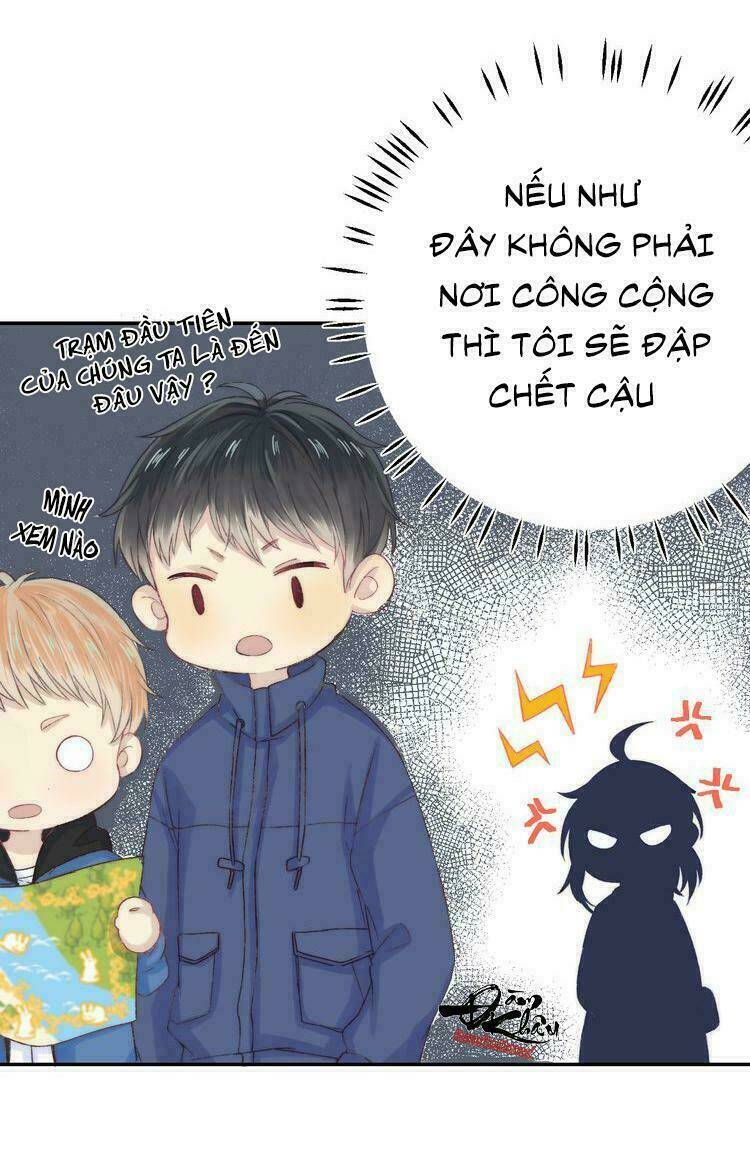 NẾU NHƯ
ĐÂY KHÔNG PHẢI
NƠI CÔNG CỘNG
THÌ TÔI SẼ ĐẬP
CHẾT CẬU
TRẠM ĐẦU TIÊN
CỦA CHÚNG TA LÀ ĐẾN
ĐÂU VẬY ?
MÌNH
XEM NÀO